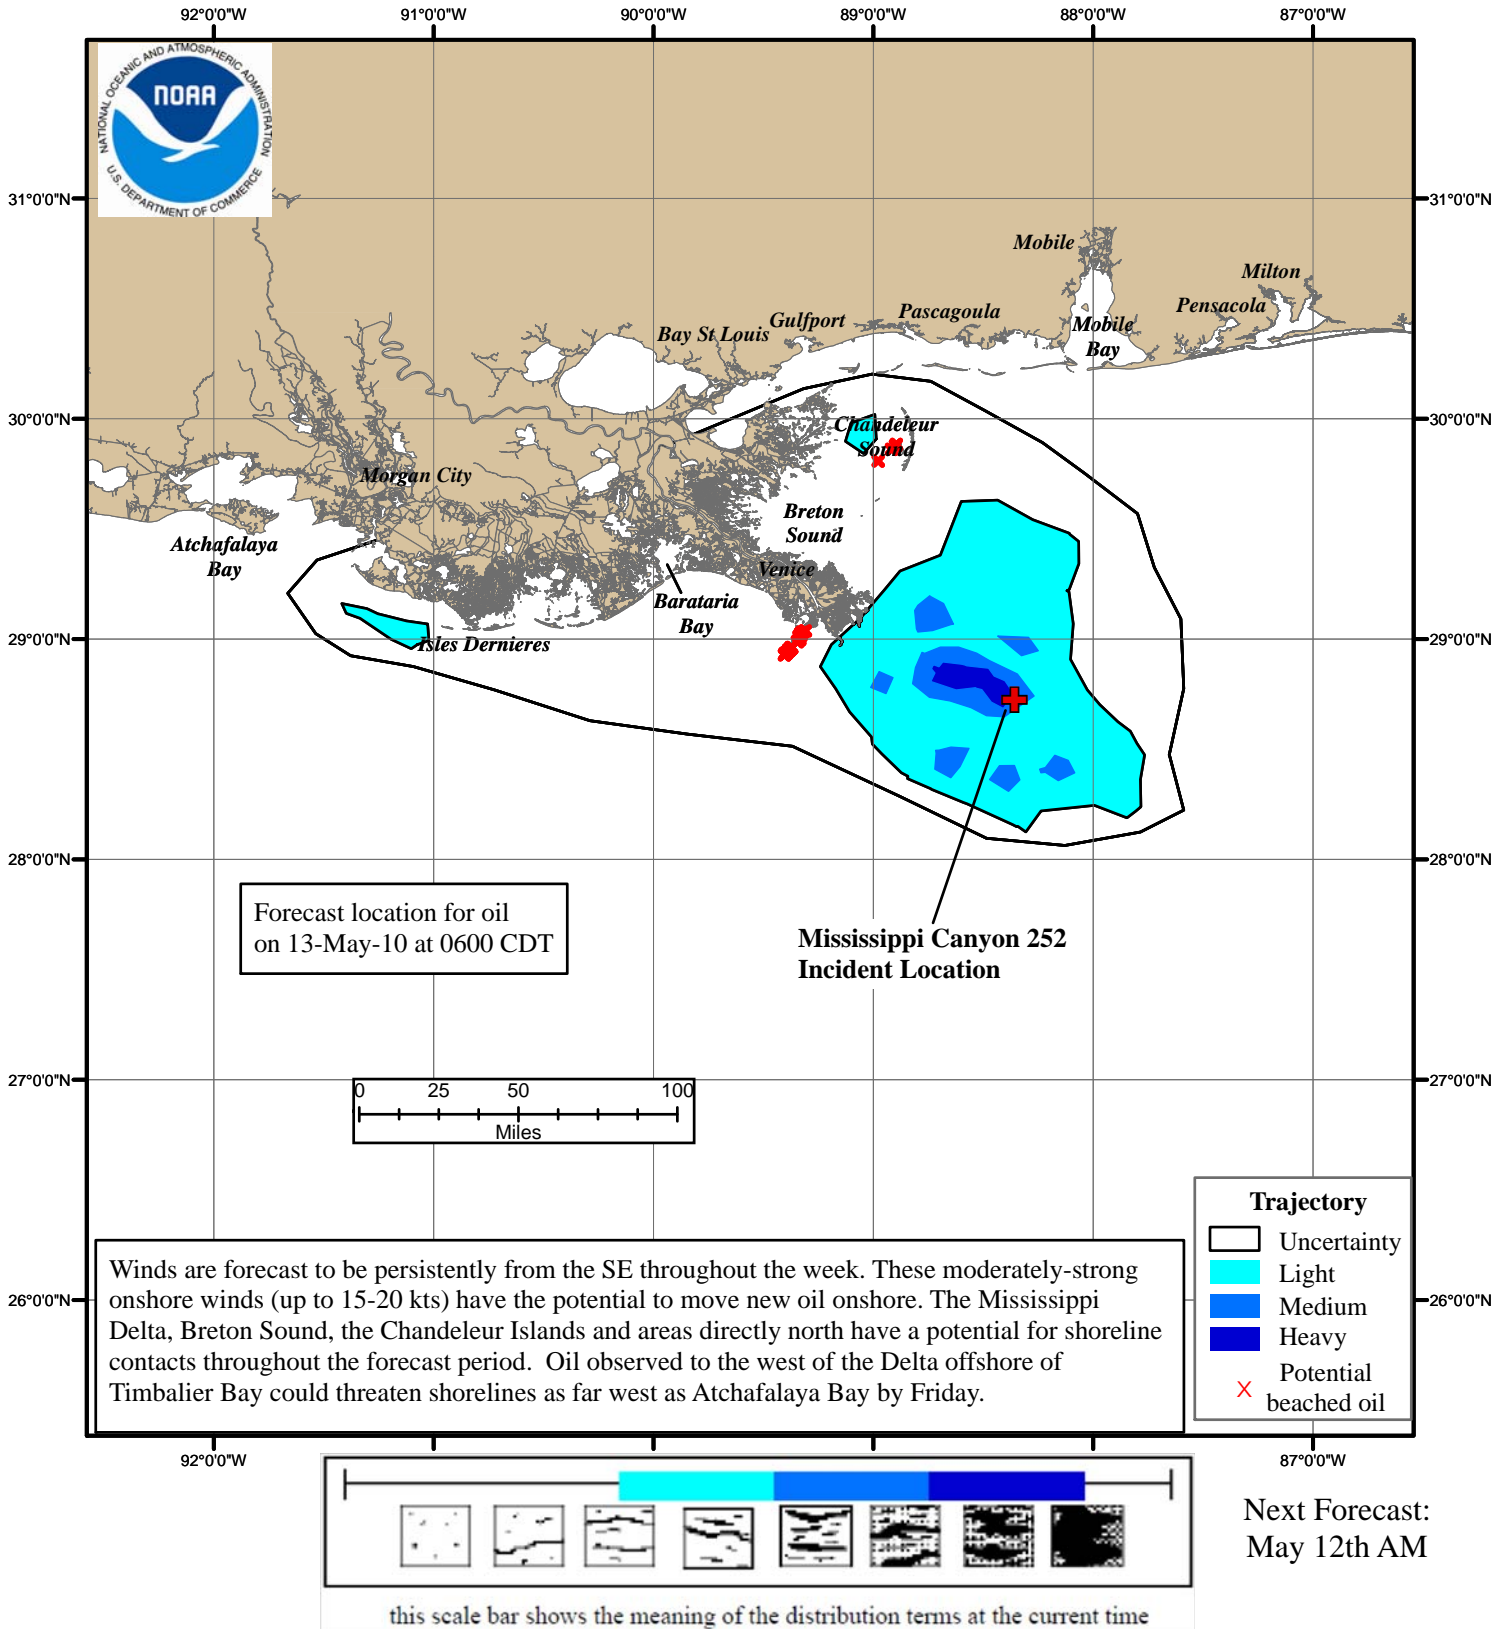 92°0'0"W
91°0'0"W
90°0'0"W
89°0'0"W
88°0'0"W
87°0'0"W
NATIONAL OCEANIC AND ATMOSPHERIC ADMINISTRATION
NOAA
U.S. DEPARTMENT OF COMMERCE
31°0'0"N
31°0'0"N
Mobile
Milton
Pensacola
Pascagoula
Gulfport
Bay St Louis
Mobile
Bay
30°0'0"N
30°0'0"N
Chandeleur
Sound
Morgan City
Breton
Sound
Atchafalaya
Bay
Venice
Barataria
Bay
29°0'0"N
29°0'0"N
Isles Dernieres
28°0'0"N
28°0'0"N
Forecast location for oil
on 13-May-10 at 0600 CDT
Mississippi Canyon 252
Incident Location
27°0'0"N
27°0'0"N
0 25 50 100
Miles
Trajectory
Uncertainty
Light
Medium
Heavy
Potential
beached oil
26°0'0"N
26°0'0"N
Winds are forecast to be persistently from the SE throughout the week. These moderately-strong
onshore winds (up to 15-20 kts) have the potential to move new oil onshore. The Mississippi
Delta, Breton Sound, the Chandeleur Islands and areas directly north have a potential for shoreline
contacts throughout the forecast period.  Oil observed to the west of the Delta offshore of
Timbalier Bay could threaten shorelines as far west as Atchafalaya Bay by Friday.
92°0'0"W
87°0'0"W
Next Forecast:
May 12th AM
this scale bar shows the meaning of the distribution terms at the current time